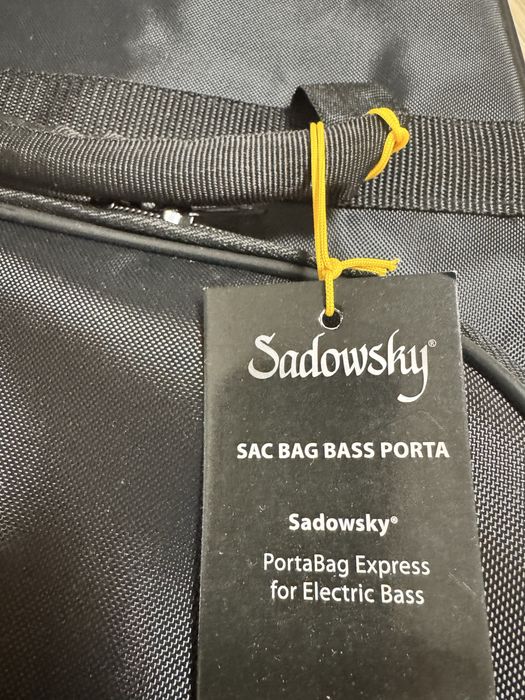 Sadowsky®
SAC BAG BASS PORTA
Sadowsky®
PortaBag Express
for Electric Bass